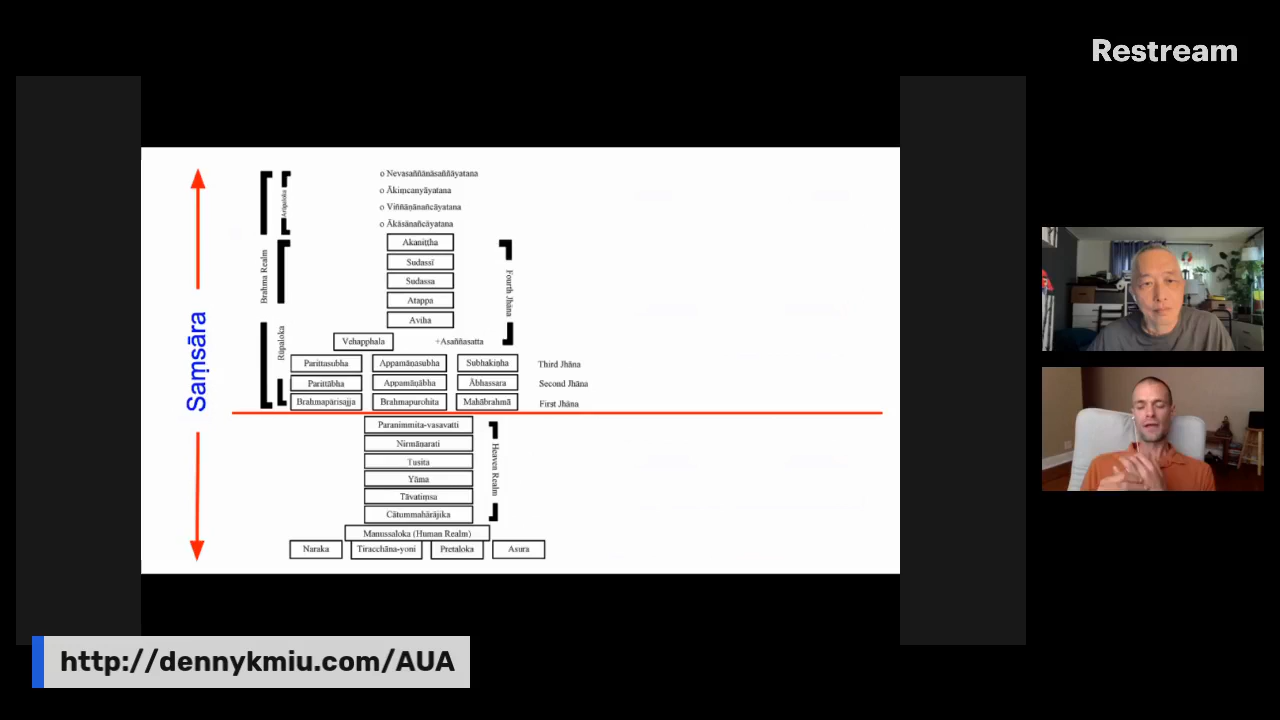 Restream
Nevasaññānāsaññāyatana
Ākiṃcanyāyatana
Viññāṇānañcāyatana
Ākāsānañcāyatana
Arūpaloka
Akaniṭṭha
Sudassī
Sudassa
Atappa
Aviha
Brahma Realm
Fourth Jhāna
Vehapphala +Asaññasatta
Rūpaloka
Parittasubha Appamāṇasubha Subhakiṇha Third Jhāna
Parittābha Appamāṇābha Ābhassara Second Jhāna
Brahmapārisajja Brahmapurohita Mahābrahmā First Jhāna
Saṃsāra
Paranimmita-vasavatti
Nirmāṇarati
Tusita
Yāma
Tāvatiṃsa
Cātummahārājika
Heaven Realm
Manussaloka (Human Realm)
Naraka Tiracchāna-yoni Pretaloka Asura
http://dennykmiu.com/AUA